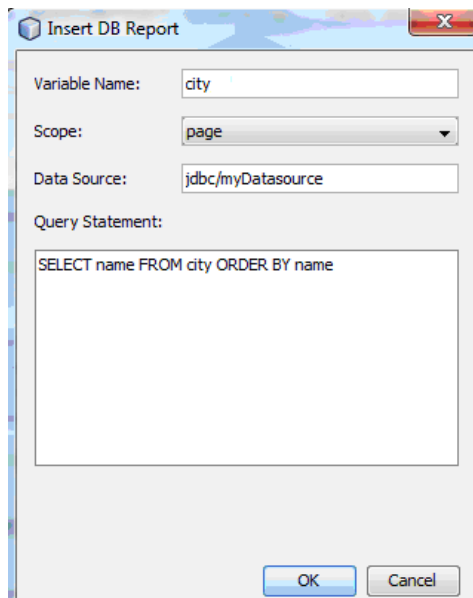 Insert DB Report
Variable Name: city
Scope: page
Data Source: jdbc/myDatasource
Query Statement:
SELECT name FROM city ORDER BY name
OK Cancel